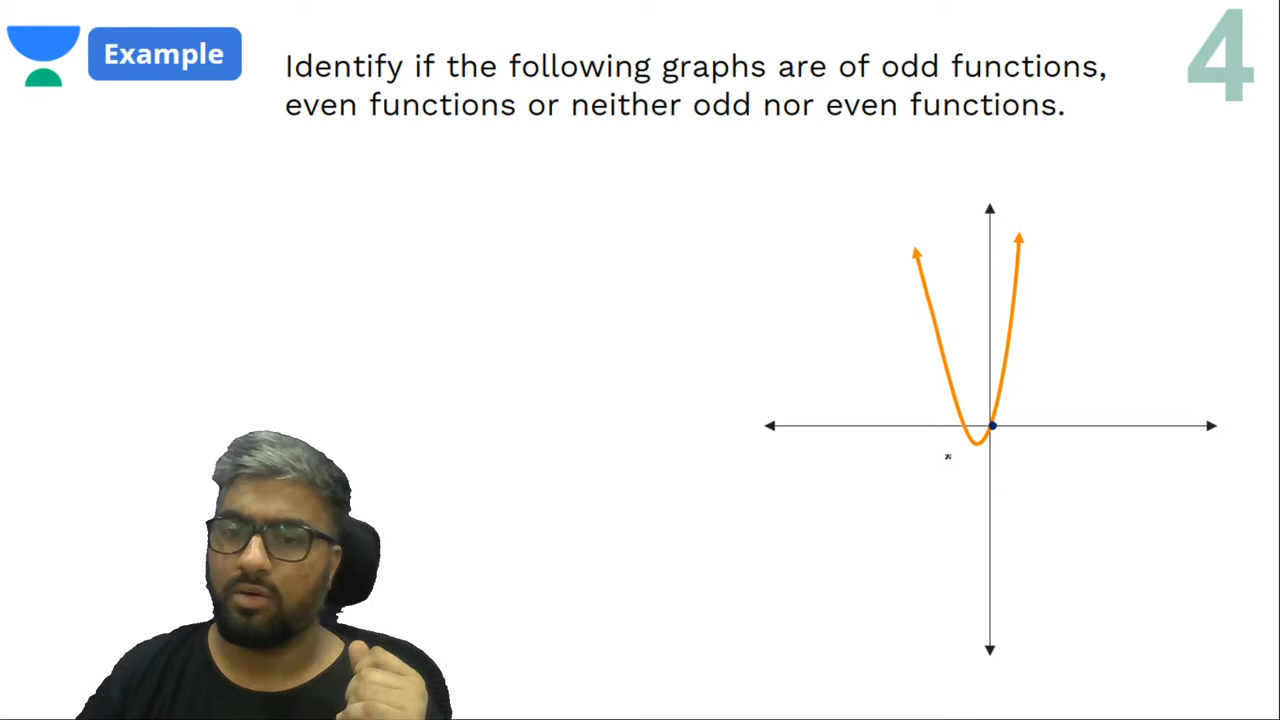 Example
Identify if the following graphs are of odd functions,
even functions or neither odd nor even functions.
4